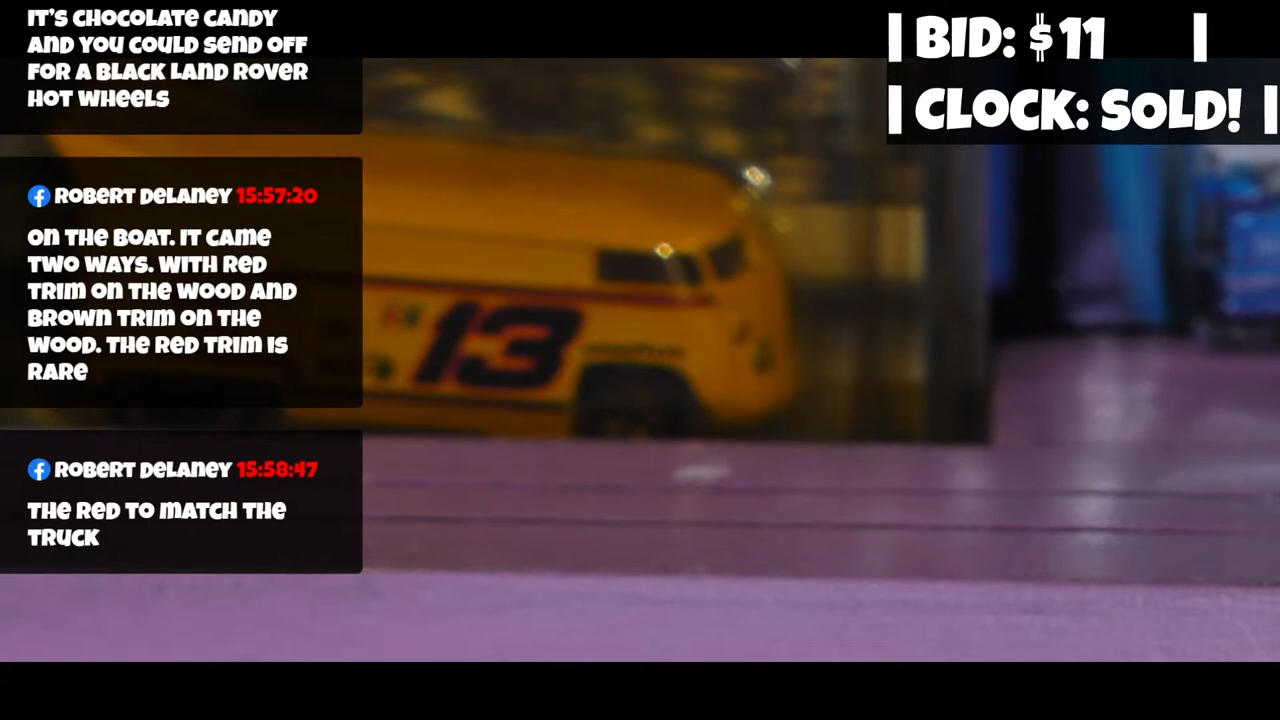 IT'S CHOCOLATE CANDY
AND YOU COULD SEND OFF
FOR A BLACK LAND ROVER
HOT WHEELS
ROBERT DELANEY 15:57:20
ON THE BOAT. IT CAME
TWO WAYS. WITH RED
TRIM ON THE WOOD AND
BROWN TRIM ON THE
WOOD. THE RED TRIM IS
RARE
ROBERT DELANEY 15:58:47
THE RED TO MATCH THE
TRUCK
| BID: $11 |
| CLOCK: SOLD! |
13